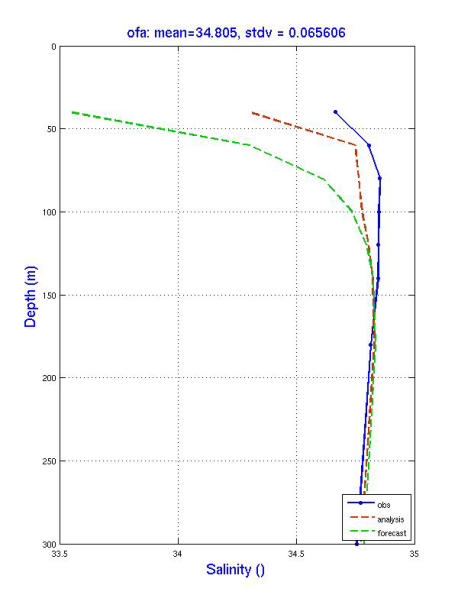 ofa: mean=34.805, stdv = 0.065606
0
50
100
150
200
250
300
Depth (m)
obs
analysis
forecast
33.5 34 34.5 35
Salinity ()